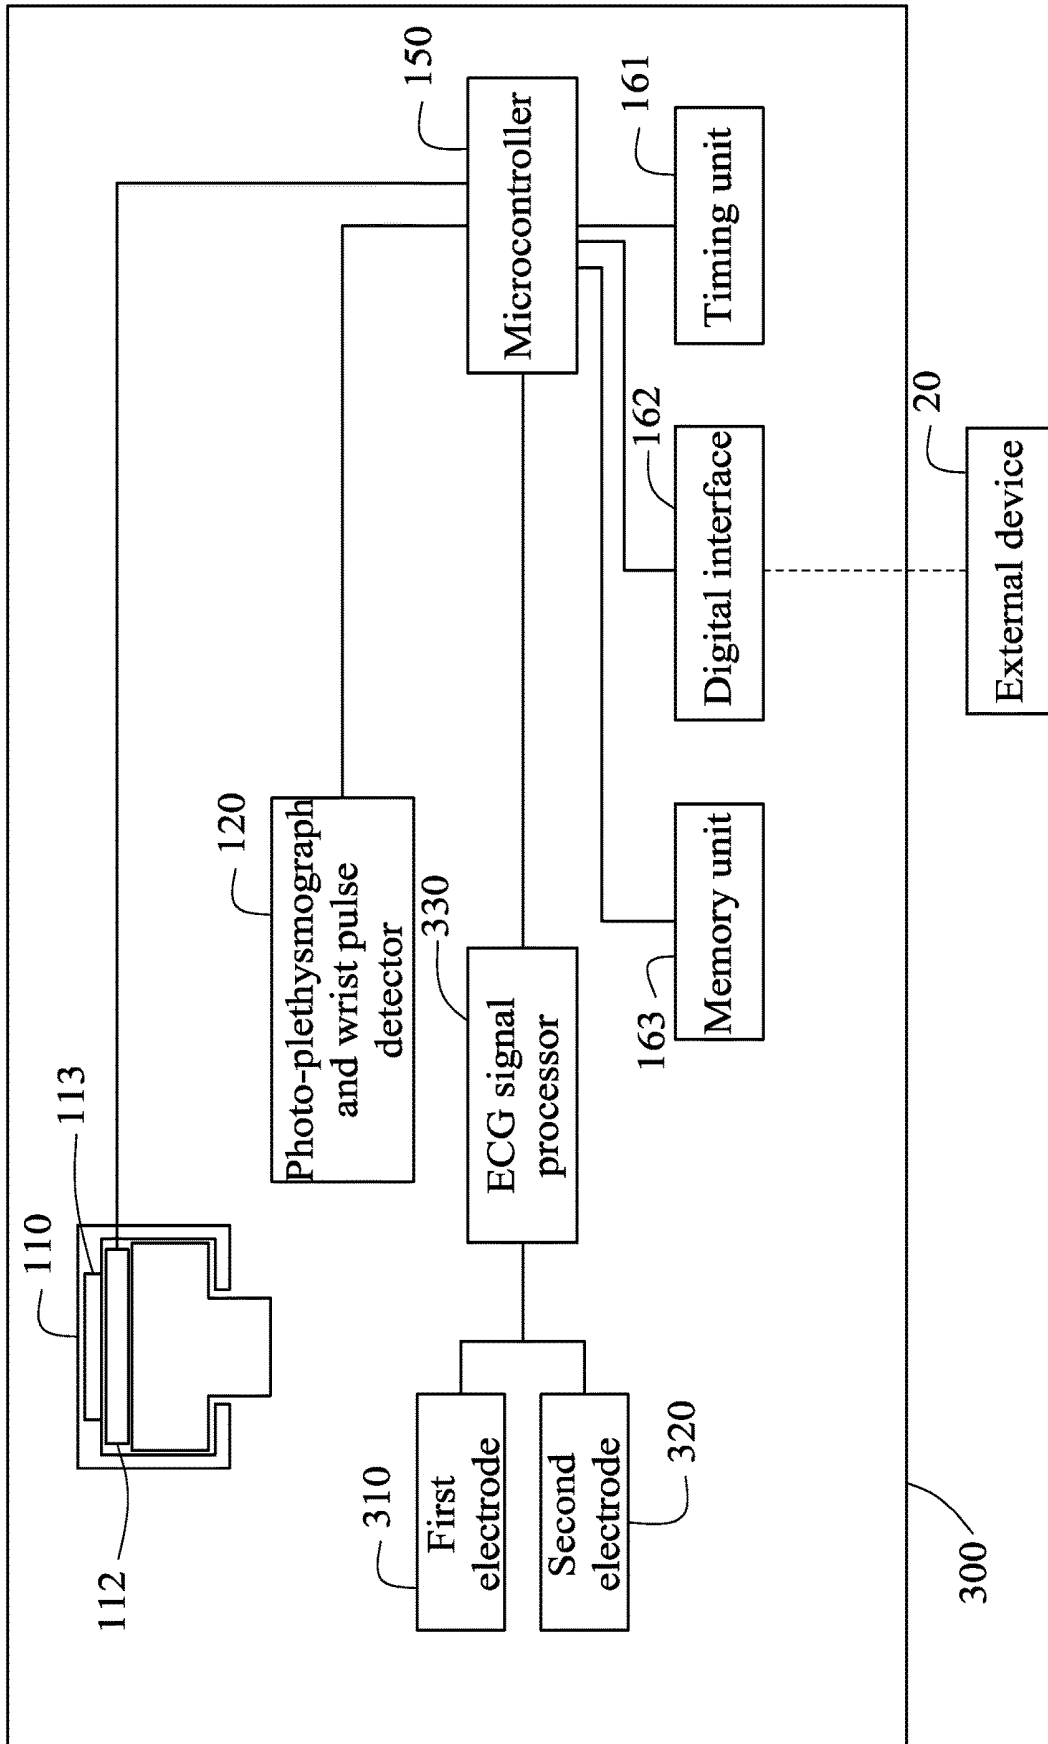 110
113
112
120
Photo-plethysmograph
and wrist pulse
detector
310
First
electrode
Second
electrode
320
330
ECG signal
processor
150
Microcontroller
163
Memory unit
162
Digital interface
161
Timing unit
300
20
External device